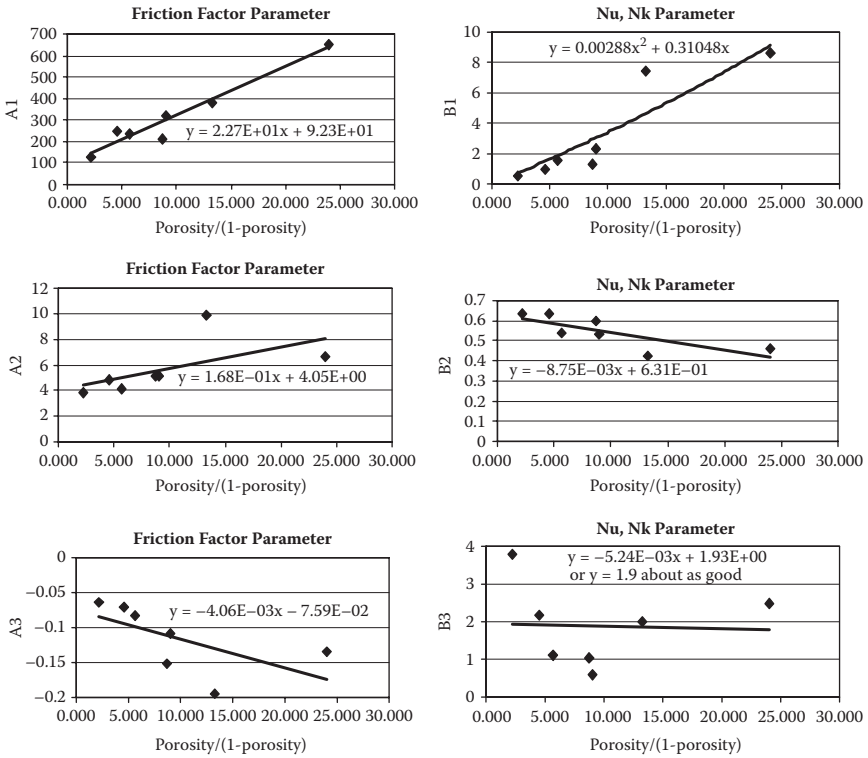 Friction Factor Parameter
700
600
500
400
300
200
100
0
A1
y = 2.27E+01x + 9.23E+01
0.000 5.000 10.000 15.000 20.000 25.000 30.000
Porosity/(1-porosity)
Nu, Nk Parameter
10
8
6
4
2
0
B1
y = 0.00288x² + 0.31048x
0.000 5.000 10.000 15.000 20.000 25.000 30.000
Porosity/(1-porosity)
Friction Factor Parameter
12
10
8
6
4
2
0
A2
y = 1.68E−01x + 4.05E+00
0.000 5.000 10.000 15.000 20.000 25.000 30.000
Porosity/(1-porosity)
Nu, Nk Parameter
0.7
0.6
0.5
0.4
0.3
0.2
0.1
0
B2
y = −8.75E−03x + 6.31E−01
0.000 5.000 10.000 15.000 20.000 25.000 30.000
Porosity/(1-porosity)
Friction Factor Parameter
0
−0.05
−0.1
−0.15
−0.2
A3
y = −4.06E−03x − 7.59E−02
0.000 5.000 10.000 15.000 20.000 25.000 30.000
Porosity/(1-porosity)
Nu, Nk Parameter
4
3
2
1
0
B3
y = −5.24E−03x + 1.93E+00
or y = 1.9 about as good
0.000 5.000 10.000 15.000 20.000 25.000 30.000
Porosity/(1-porosity)